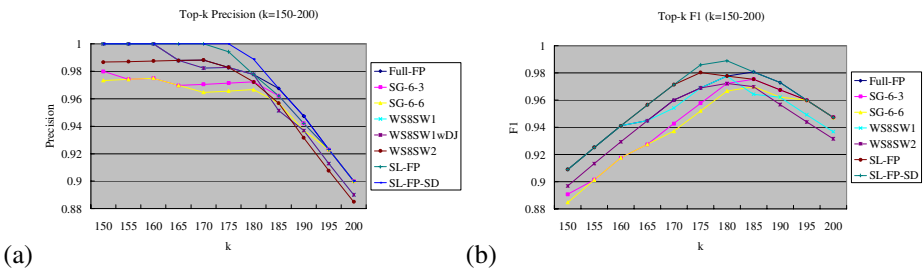 Top-k Precision (k=150-200)
1
0.98
0.96
0.94
0.92
0.9
0.88
Precision
150 155 160 165 170 175 180 185 190 195 200
k
Full-FP
SG-6-3
SG-6-6
WS8SW1
WS8SW1wDJ
WS8SW2
SL-FP
SL-FP-SD
(a)
Top-k F1 (k=150-200)
1
0.98
0.96
0.94
0.92
0.9
0.88
F1
150 155 160 165 170 175 180 185 190 195 200
k
Full-FP
SG-6-3
SG-6-6
WS8SW1
WS8SW2
SL-FP
SL-FP-SD
(b)